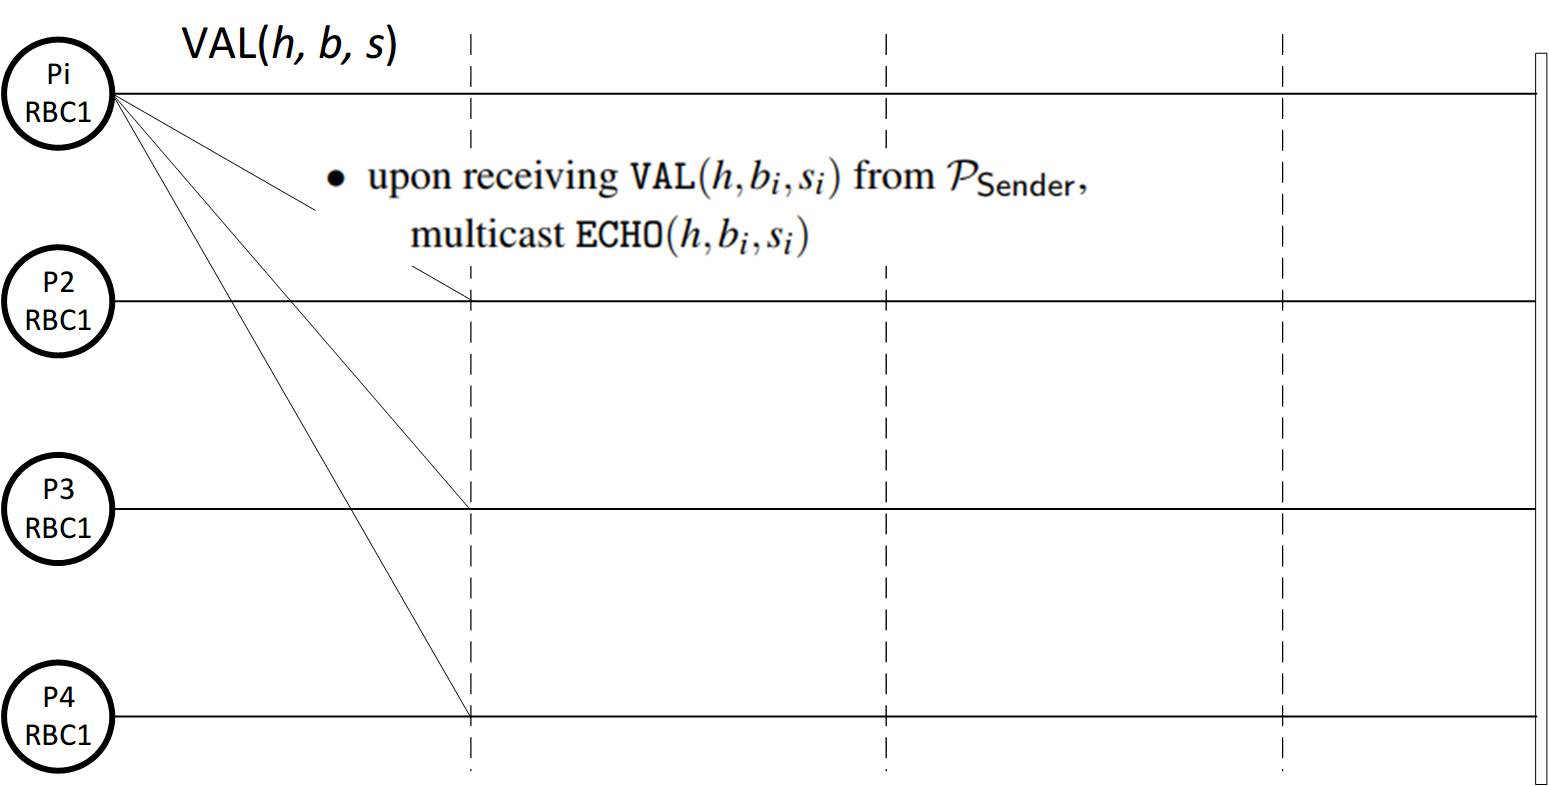 VAL(h, b, s)
Pi
RBC1
• upon receiving VAL(h, bᵢ, sᵢ) from 𝒫Sender,
multicast ECHO(h, bᵢ, sᵢ)
P2
RBC1
P3
RBC1
P4
RBC1